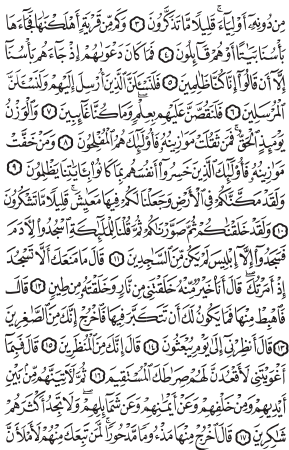 مِن دُونِهِۦٓ أَوْلِيَآءَ ۗ قَلِيلًا مَّا تَذَكَّرُونَ ٣ وَكَم مِّن قَرْيَةٍ أَهْلَكْنَٰهَا فَجَآءَهَا
بَأْسُنَا بَيَٰتًا أَوْ هُمْ قَآئِلُونَ ٤ فَمَا كَانَ دَعْوَىٰهُمْ إِذْ جَآءَهُم بَأْسُنَآ
إِلَّآ أَن قَالُوٓا۟ إِنَّا كُنَّا ظَٰلِمِينَ ٥ فَلَنَسْـَٔلَنَّ ٱلَّذِينَ أُرْسِلَ إِلَيْهِمْ وَلَنَسْـَٔلَنَّ
ٱلْمُرْسَلِينَ ٦ فَلَنَقُصَّنَّ عَلَيْهِم بِعِلْمٍ ۖ وَمَا كُنَّا غَآئِبِينَ ٧ وَٱلْوَزْنُ
يَوْمَئِذٍ ٱلْحَقُّ ۚ فَمَن ثَقُلَتْ مَوَٰزِينُهُۥ فَأُو۟لَٰٓئِكَ هُمُ ٱلْمُفْلِحُونَ ٨ وَمَنْ خَفَّتْ
مَوَٰزِينُهُۥ فَأُو۟لَٰٓئِكَ ٱلَّذِينَ خَسِرُوٓا۟ أَنفُسَهُم بِمَا كَانُوا۟ بِـَٔايَٰتِنَا يَظْلِمُونَ ٩
وَلَقَدْ مَكَّنَّٰكُمْ فِى ٱلْأَرْضِ وَجَعَلْنَا لَكُمْ فِيهَا مَعَٰيِشَ ۗ قَلِيلًا مَّا تَشْكُرُونَ
١٠ وَلَقَدْ خَلَقْنَٰكُمْ ثُمَّ صَوَّرْنَٰكُمْ ثُمَّ قُلْنَا لِلْمَلَٰٓئِكَةِ ٱسْجُدُوا۟ لِـَٔادَمَ
فَسَجَدُوٓا۟ إِلَّآ إِبْلِيسَ لَمْ يَكُن مِّنَ ٱلسَّٰجِدِينَ ١١ قَالَ مَا مَنَعَكَ أَلَّا تَسْجُدَ
إِذْ أَمَرْتُكَ ۖ قَالَ أَنَا۠ خَيْرٌ مِّنْهُ خَلَقْتَنِى مِن نَّارٍ وَخَلَقْتَهُۥ مِن طِينٍ ١٢ قَالَ
فَٱهْبِطْ مِنْهَا فَمَا يَكُونُ لَكَ أَن تَتَكَبَّرَ فِيهَا فَٱخْرُجْ إِنَّكَ مِنَ ٱلصَّٰغِرِينَ
١٣ قَالَ أَنظِرْنِىٓ إِلَىٰ يَوْمِ يُبْعَثُونَ ١٤ قَالَ إِنَّكَ مِنَ ٱلْمُنظَرِينَ ١٥ قَالَ فَبِمَآ
أَغْوَيْتَنِى لَأَقْعُدَنَّ لَهُمْ صِرَٰطَكَ ٱلْمُسْتَقِيمَ ١٦ ثُمَّ لَـَٔاتِيَنَّهُم مِّنۢ بَيْنِ
أَيْدِيهِمْ وَمِنْ خَلْفِهِمْ وَعَنْ أَيْمَٰنِهِمْ وَعَن شَمَآئِلِهِمْ ۖ وَلَا تَجِدُ أَكْثَرَهُمْ
شَٰكِرِينَ ١٧ قَالَ ٱخْرُجْ مِنْهَا مَذْءُومًا مَّدْحُورًا ۖ لَّمَن تَبِعَكَ مِنْهُمْ لَأَمْلَأَنَّ